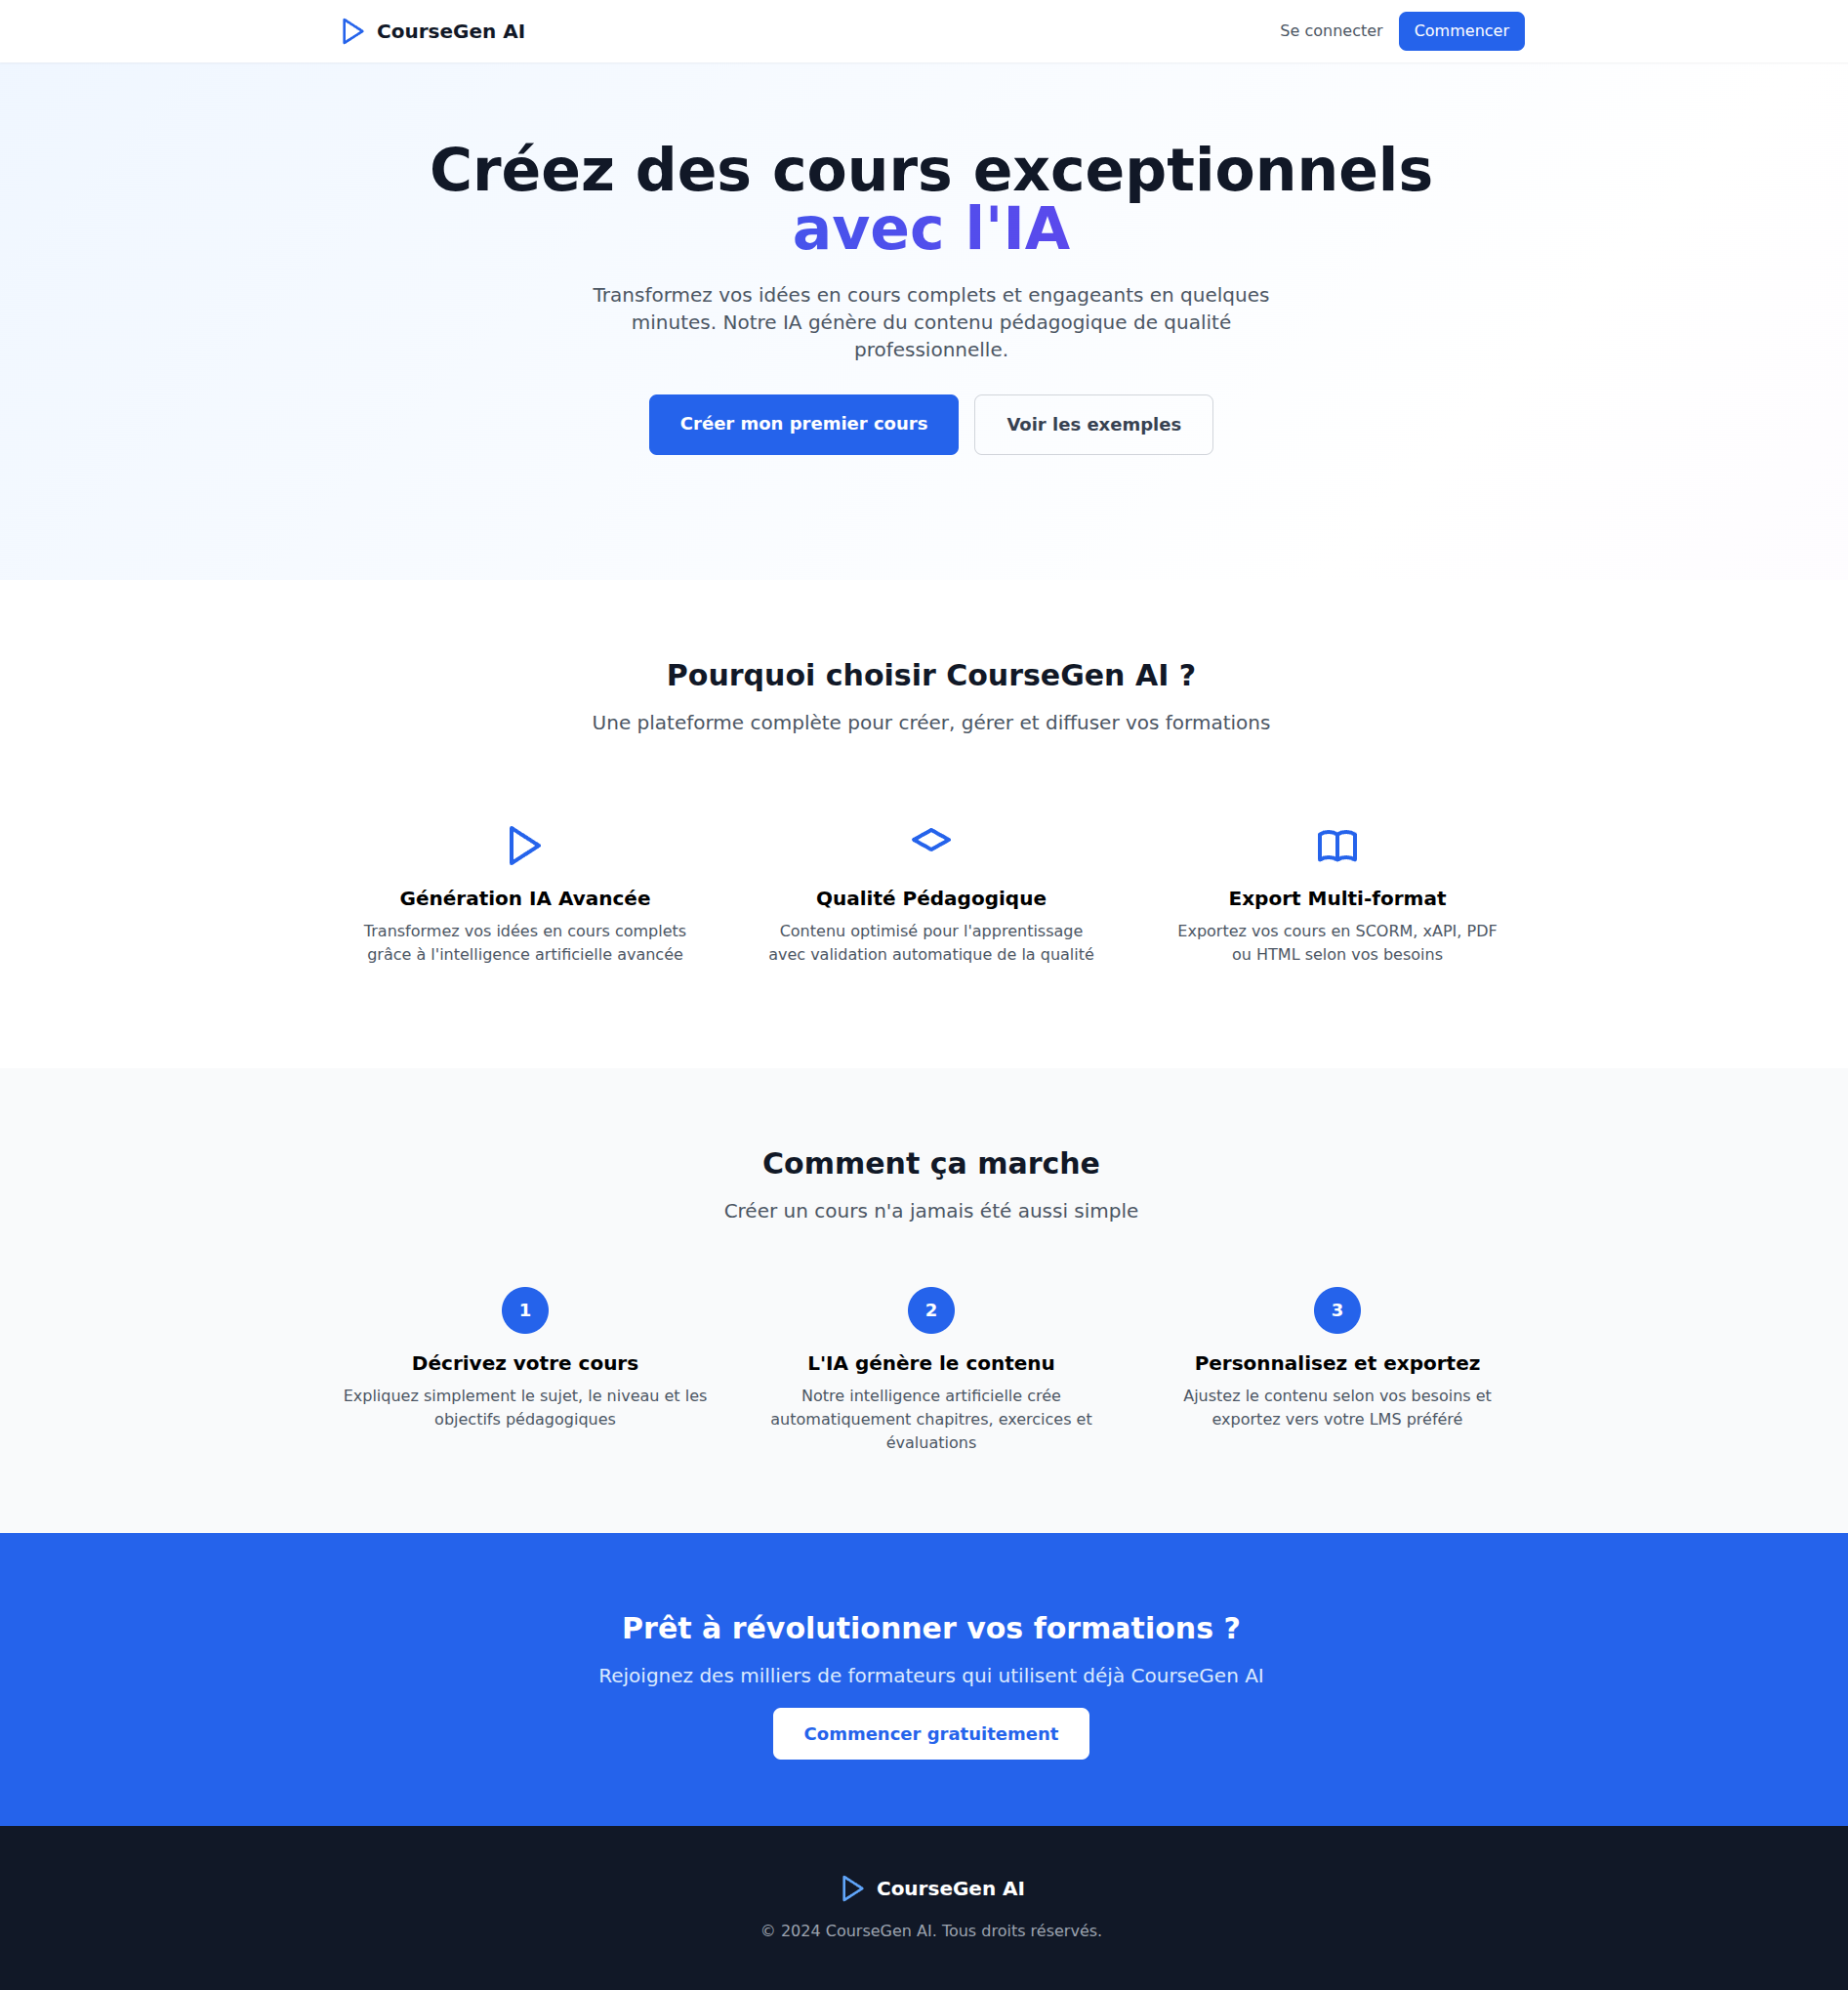 CourseGen AI
Se connecter
Commencer
Créez des cours exceptionnels
avec l'IA
Transformez vos idées en cours complets et engageants en quelques
minutes. Notre IA génère du contenu pédagogique de qualité
professionnelle.
Créer mon premier cours
Voir les exemples
Pourquoi choisir CourseGen AI ?
Une plateforme complète pour créer, gérer et diffuser vos formations
Génération IA Avancée
Transformez vos idées en cours complets
grâce à l'intelligence artificielle avancée
Qualité Pédagogique
Contenu optimisé pour l'apprentissage
avec validation automatique de la qualité
Export Multi-format
Exportez vos cours en SCORM, xAPI, PDF
ou HTML selon vos besoins
Comment ça marche
Créer un cours n'a jamais été aussi simple
1
Décrivez votre cours
Expliquez simplement le sujet, le niveau et les
objectifs pédagogiques
2
L'IA génère le contenu
Notre intelligence artificielle crée
automatiquement chapitres, exercices et
évaluations
3
Personnalisez et exportez
Ajustez le contenu selon vos besoins et
exportez vers votre LMS préféré
Prêt à révolutionner vos formations ?
Rejoignez des milliers de formateurs qui utilisent déjà CourseGen AI
Commencer gratuitement
CourseGen AI
© 2024 CourseGen AI. Tous droits réservés.